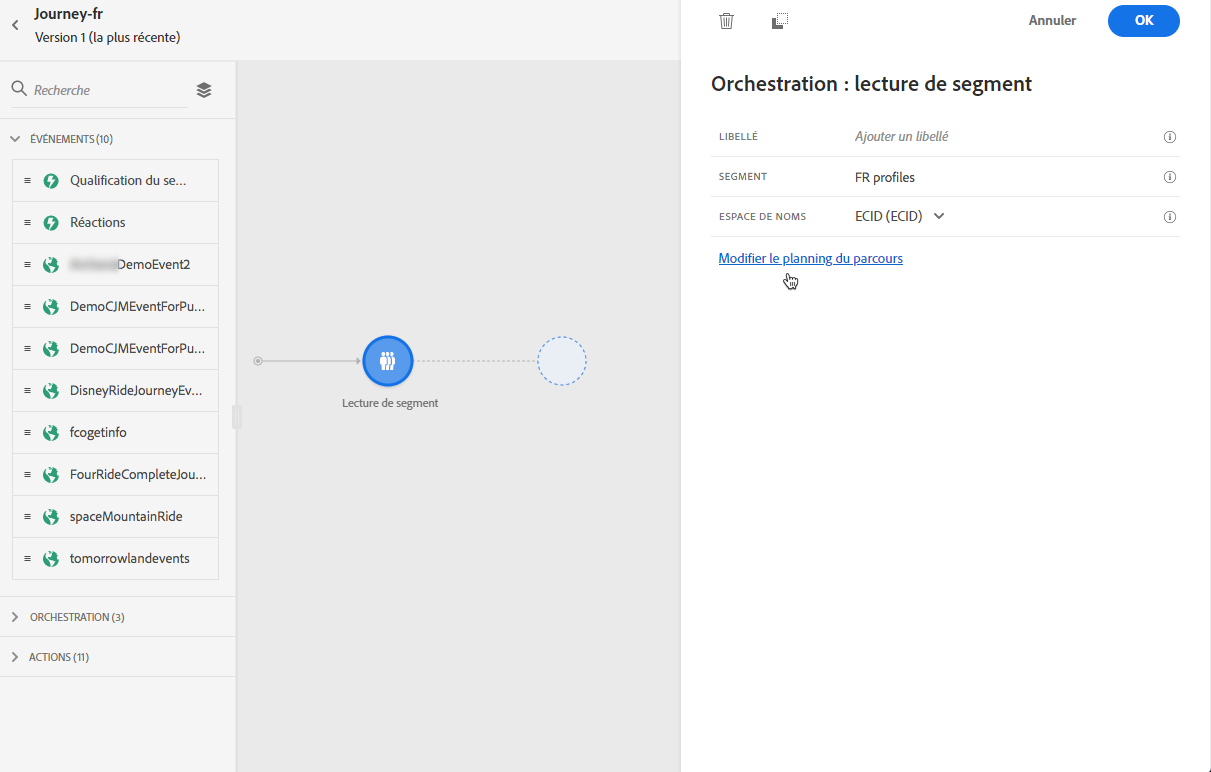 Journey-fr
Version 1 (la plus récente)
Recherche
ÉVÉNEMENTS (10)
Qualification du se...
Réactions
DemoEvent2
DemoCJMEventForPu...
DemoCJMEventForPu...
DisneyRideJourneyEv...
fcogetinfo
FourRideCompleteJou...
spaceMountainRide
tomorrowlandevents
ORCHESTRATION (3)
ACTIONS (11)
Lecture de segment
Annuler
OK
Orchestration : lecture de segment
LIBELLÉ Ajouter un libellé
SEGMENT FR profiles
ESPACE DE NOMS ECID (ECID)
Modifier le planning du parcours